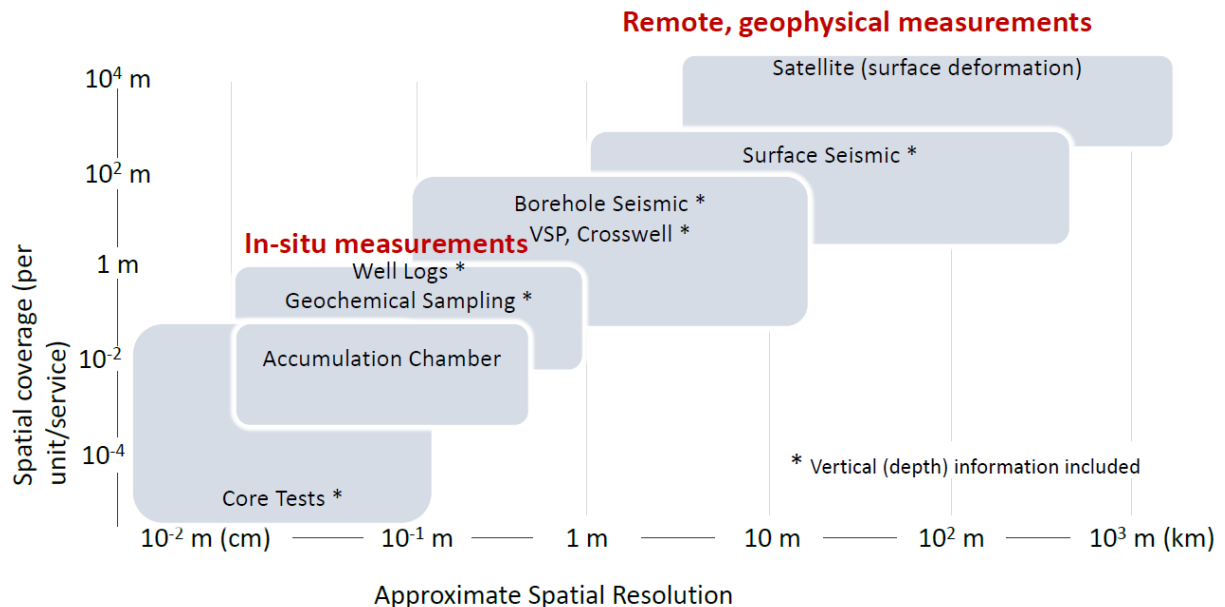 Remote, geophysical measurements
Satellite (surface deformation)
10⁴ m
Surface Seismic *
10² m
Borehole Seismic *
VSP, Crosswell *
In-situ measurements
1 m
Well Logs *
Geochemical Sampling *
Accumulation Chamber
10⁻²
10⁻⁴
Spatial coverage (per
unit/service)
* Vertical (depth) information included
Core Tests *
10⁻² m (cm)
10⁻¹ m
1 m
10 m
10² m
10³ m (km)
Approximate Spatial Resolution